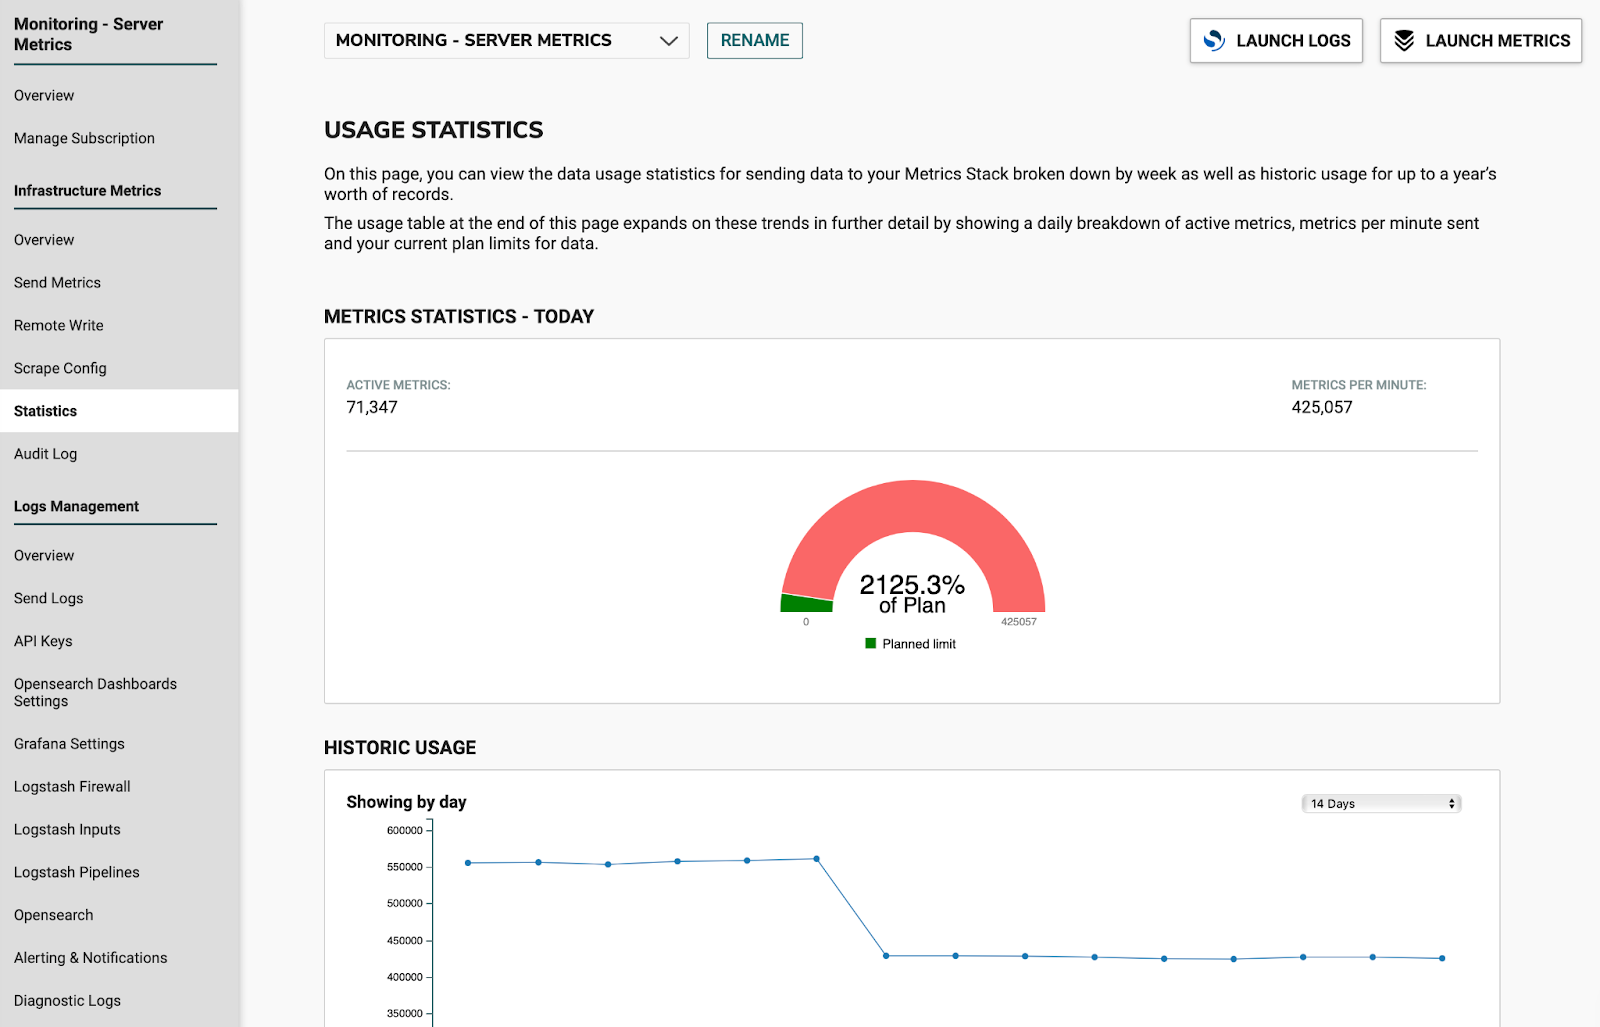 Monitoring - Server
Metrics
Overview
Manage Subscription
Infrastructure Metrics
Overview
Send Metrics
Remote Write
Scrape Config
Statistics
Audit Log
Logs Management
Overview
Send Logs
API Keys
Opensearch Dashboards
Settings
Grafana Settings
Logstash Firewall
Logstash Inputs
Logstash Pipelines
Opensearch
Alerting & Notifications
Diagnostic Logs
MONITORING - SERVER METRICS
RENAME
LAUNCH LOGS
LAUNCH METRICS
USAGE STATISTICS
On this page, you can view the data usage statistics for sending data to your Metrics Stack broken down by week as well as historic usage for up to a year’s
worth of records.
The usage table at the end of this page expands on these trends in further detail by showing a daily breakdown of active metrics, metrics per minute sent
and your current plan limits for data.
METRICS STATISTICS - TODAY
ACTIVE METRICS:
71,347
METRICS PER MINUTE:
425,057
2125.3%
of Plan
0
425057
Planned limit
HISTORIC USAGE
Showing by day
14 Days
600000
550000
500000
450000
400000
350000